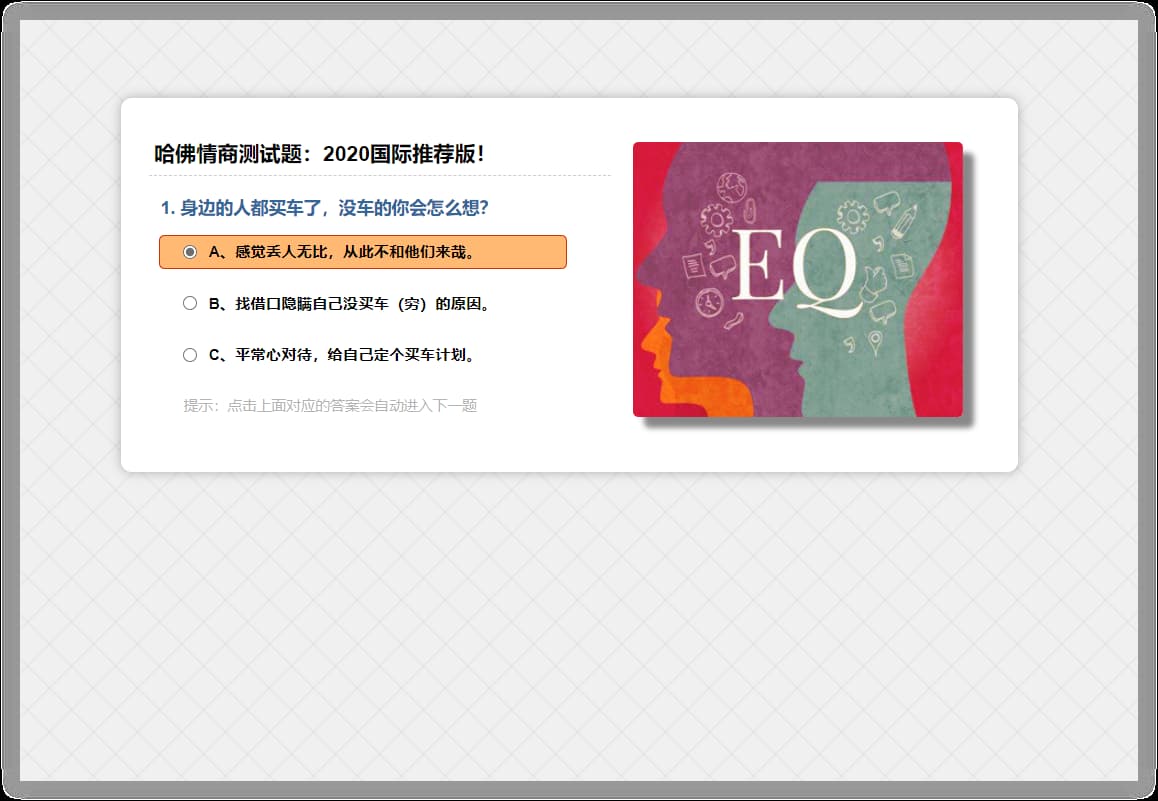 哈佛情商测试题：2020国际推荐版！
1. 身边的人都买车了，没车的你会怎么想？
A、感觉丢人无比，从此不和他们来哉。
B、找借口隐瞒自己没买车（穷）的原因。
C、平常心对待，给自己定个买车计划。
提示：点击上面对应的答案会自动进入下一题
EQ